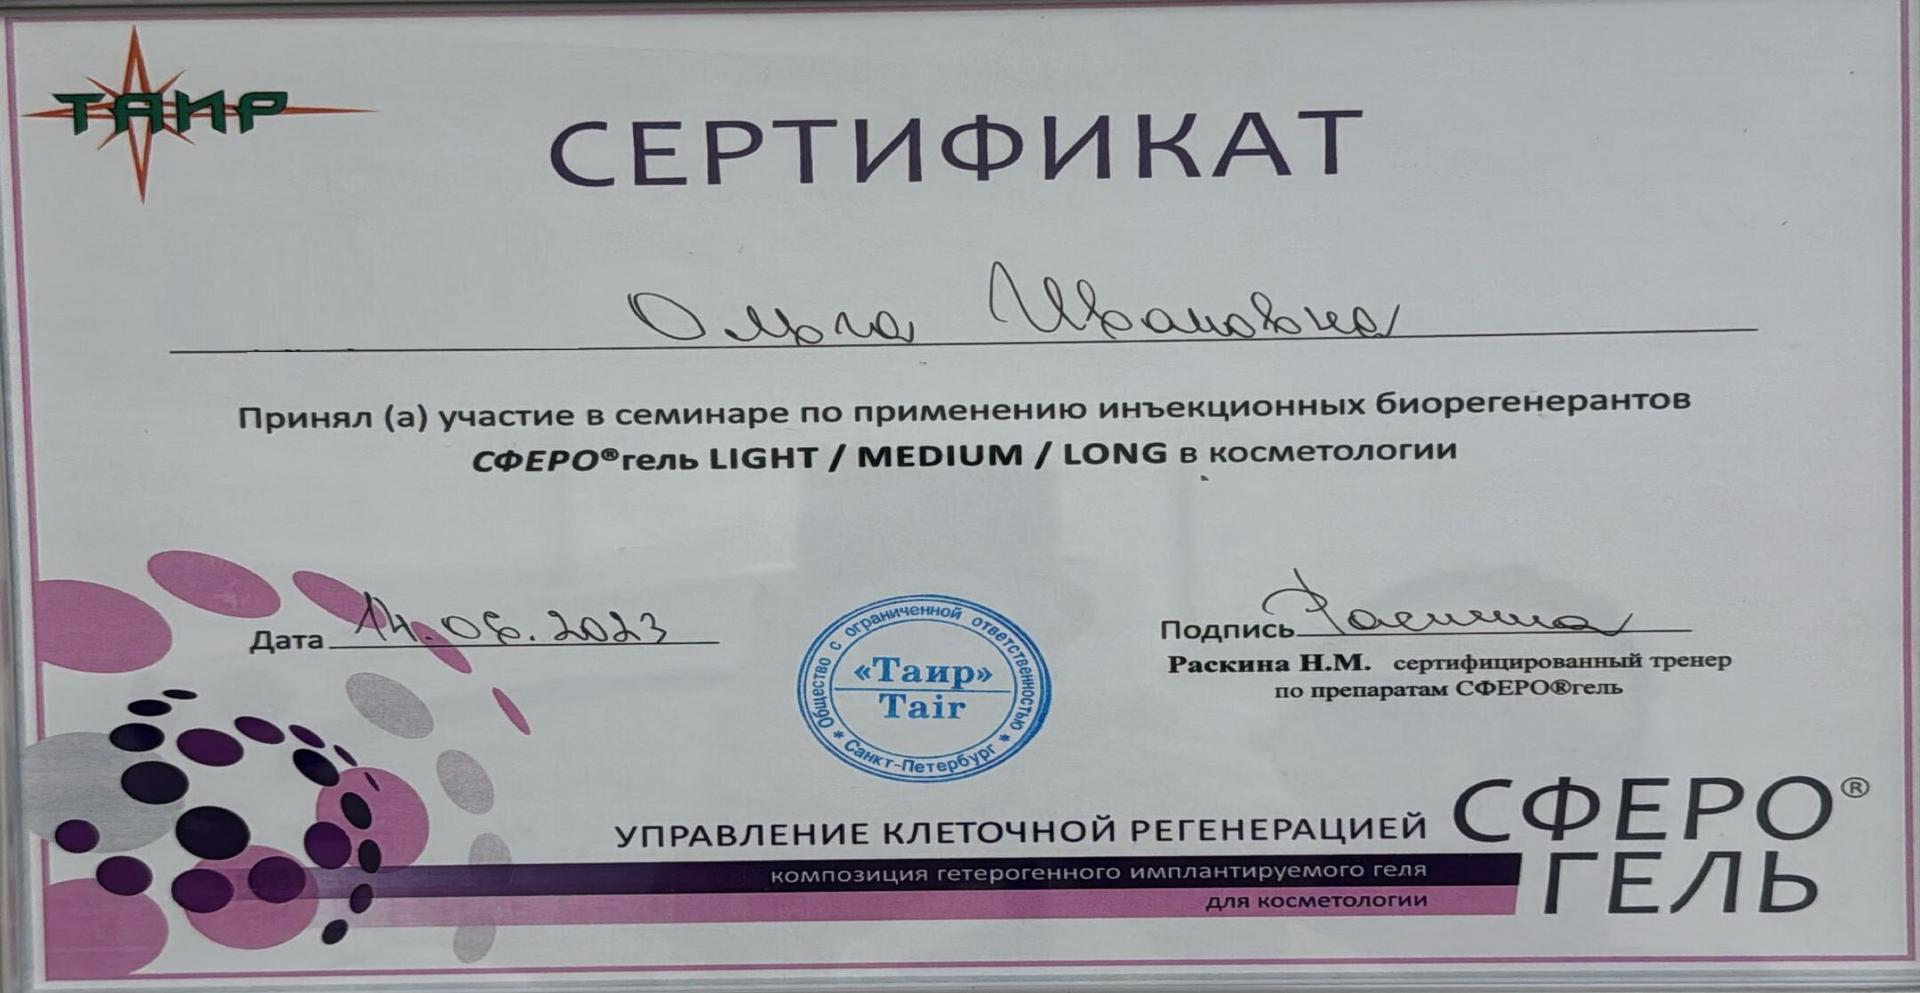 ТАИР
СЕРТИФИКАТ
Ольга Ивановна
Принял (а) участие в семинаре по применению инъекционных биорегенерантов
СФЕРО®гель LIGHT / MEDIUM / LONG в косметологии
Дата 14.06.2023
Общество с ограниченной ответственностью
«Таир»
Tair
* Санкт-Петербург *
Подпись Раскина
Раскина Н.М. сертифицированный тренер
по препаратам СФЕРО®гель
УПРАВЛЕНИЕ КЛЕТОЧНОЙ РЕГЕНЕРАЦИЕЙ
композиция гетерогенного имплантируемого геля
для косметологии
СФЕРО®
ГЕЛЬ